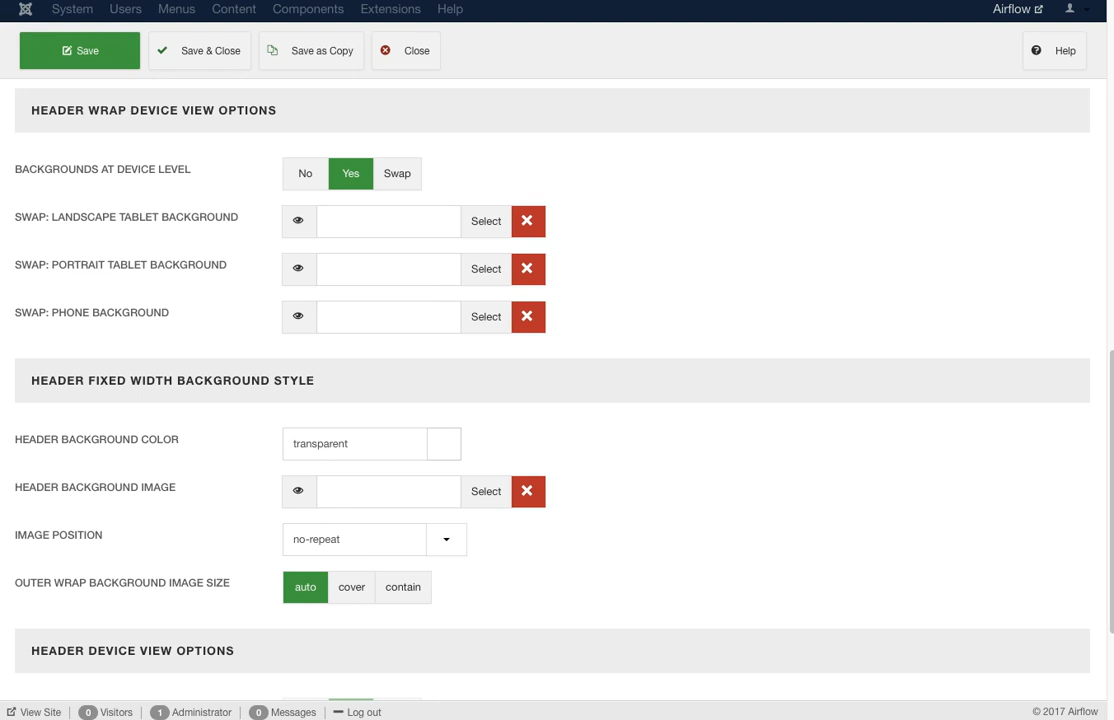 System Users Menus Content Components Extensions Help Airflow
Save Save & Close Save as Copy Close Help
HEADER WRAP DEVICE VIEW OPTIONS
BACKGROUNDS AT DEVICE LEVEL No Yes Swap
SWAP: LANDSCAPE TABLET BACKGROUND Select
SWAP: PORTRAIT TABLET BACKGROUND Select
SWAP: PHONE BACKGROUND Select
HEADER FIXED WIDTH BACKGROUND STYLE
HEADER BACKGROUND COLOR transparent
HEADER BACKGROUND IMAGE Select
IMAGE POSITION no-repeat
OUTER WRAP BACKGROUND IMAGE SIZE auto cover contain
HEADER DEVICE VIEW OPTIONS
View Site 0 Visitors 1 Administrator 0 Messages Log out © 2017 Airflow